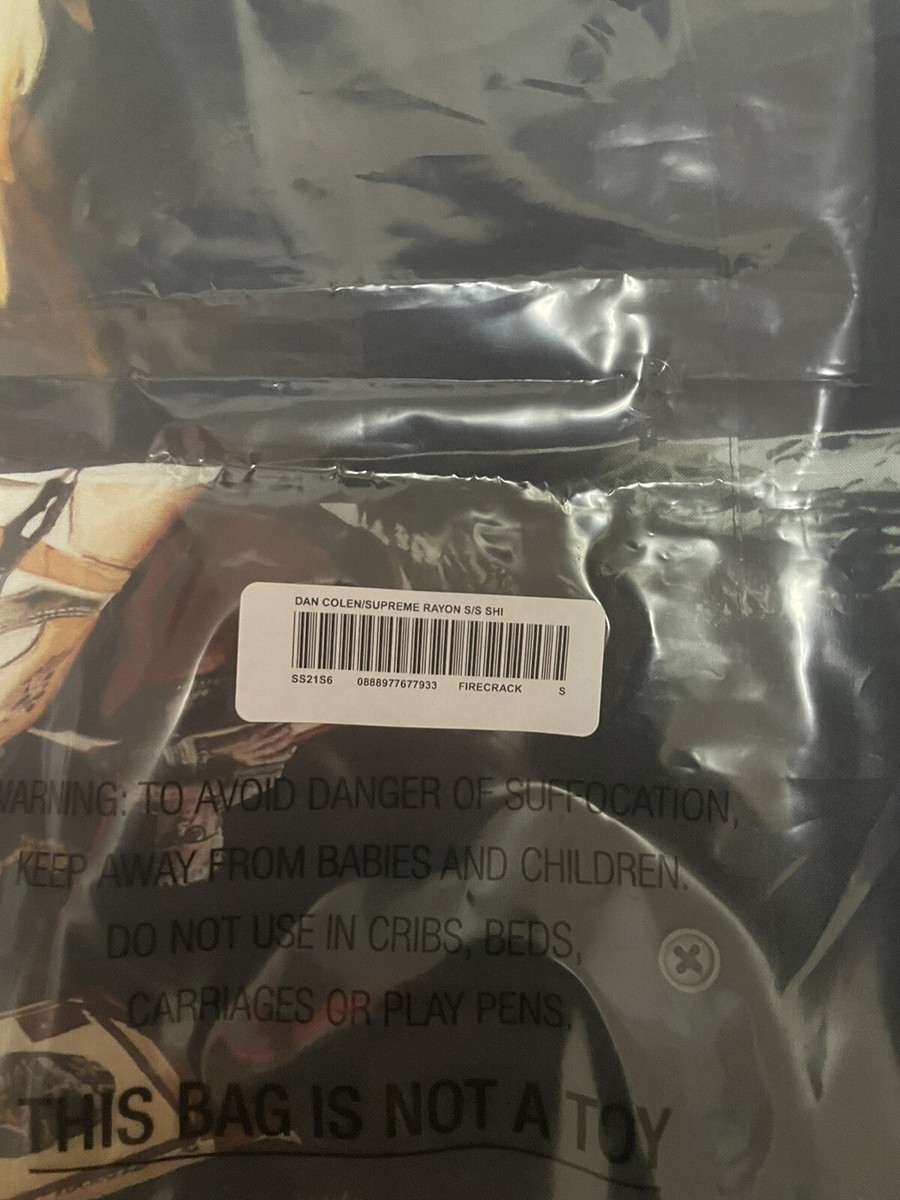 DAN COLEN/SUPREME RAYON S/S SHI
SS21S6 0888977677933 FIRECRACK S
WARNING: TO AVOID DANGER OF SUFFOCATION,
KEEP AWAY FROM BABIES AND CHILDREN.
DO NOT USE IN CRIBS, BEDS,
CARRIAGES OR PLAY PENS.
THIS BAG IS NOT A TOY